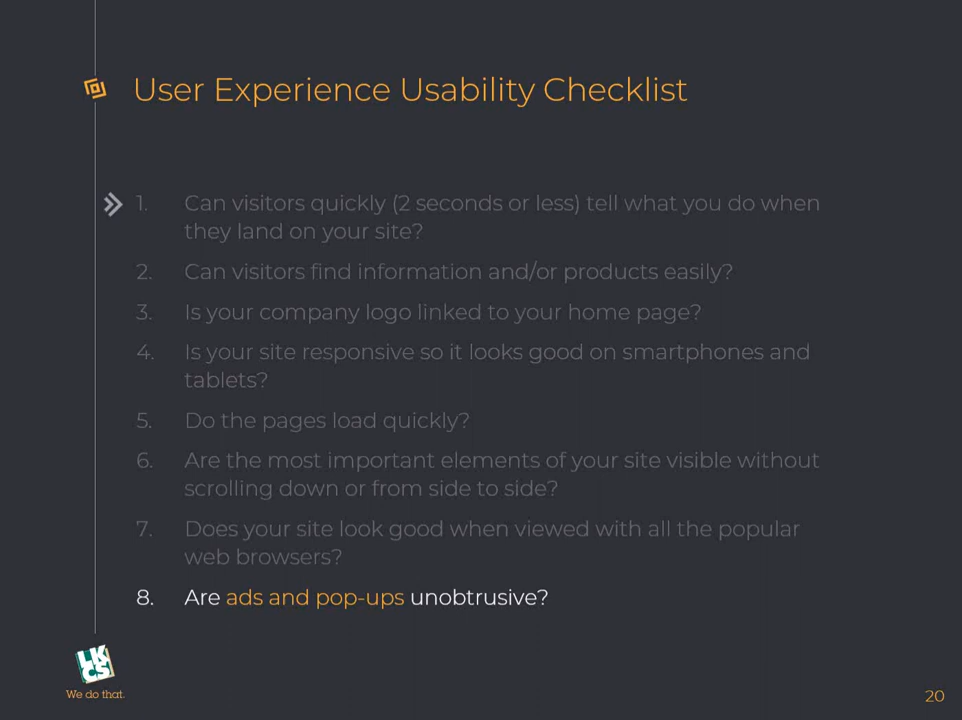 User Experience Usability Checklist
1. Can visitors quickly (2 seconds or less) tell what you do when
they land on your site?
2. Can visitors find information and/or products easily?
3. Is your company logo linked to your home page?
4. Is your site responsive so it looks good on smartphones and
tablets?
5. Do the pages load quickly?
6. Are the most important elements of your site visible without
scrolling down or from side to side?
7. Does your site look good when viewed with all the popular
web browsers?
8. Are ads and pop-ups unobtrusive?
LK
CS
We do that.
20